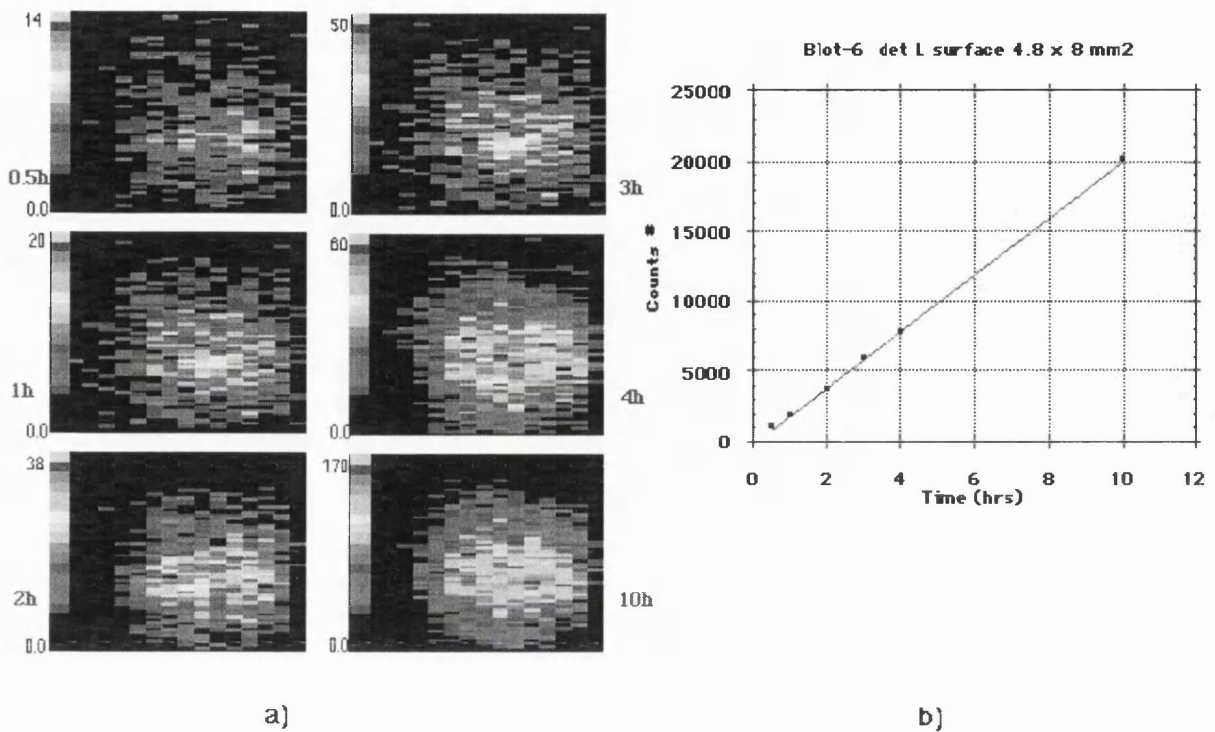 14
0.5h
0.0
50
3h
0.0
20
1h
0.0
60
4h
0.0
38
2h
0.0
170
10h
0.0
a)
Blot-6 det L surface 4.8 x 8 mm2
Counts #
25000
20000
15000
10000
5000
0
0 2 4 6 8 10 12
Time (hrs)
b)